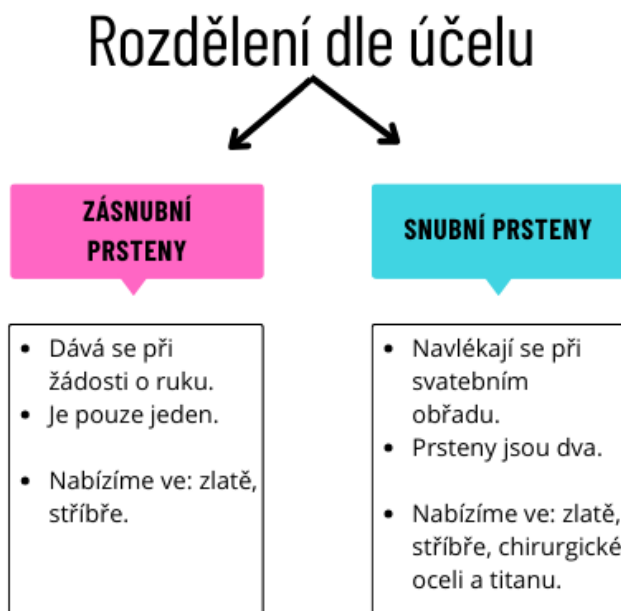 Rozdělení dle účelu
ZÁSNUBNÍ
PRSTENY
Dává se při
žádosti o ruku.
Je pouze jeden.
Nabízíme ve: zlatě,
stříbře.
SNUBNÍ PRSTENY
Navlékají se při
svatebním
obřadu.
Prsteny jsou dva.
Nabízíme ve: zlatě,
stříbře, chirurgické
oceli a titanu.